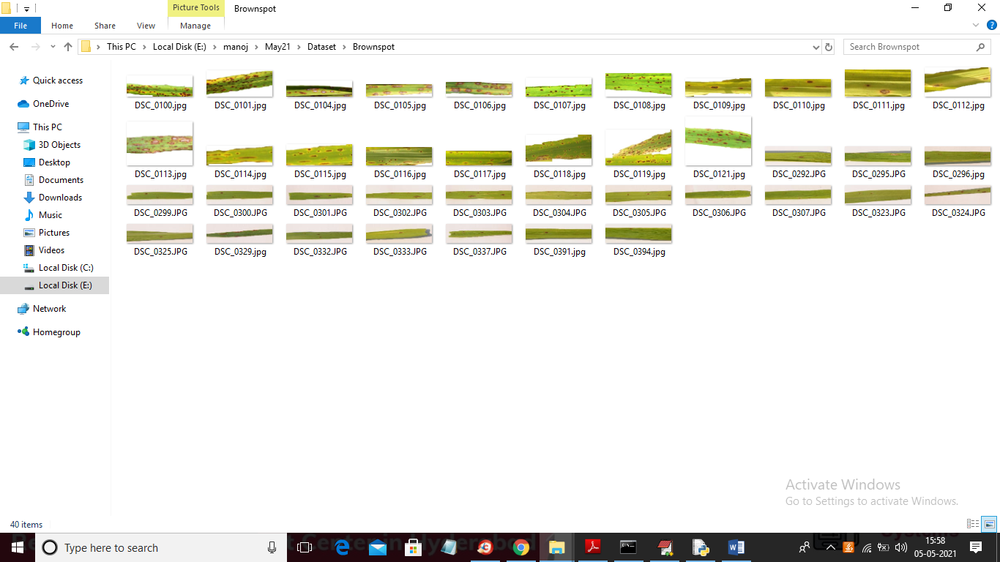 Picture Tools
Brownspot
File
Home
Share
View
Manage
This PC
Local Disk (E:)
manoj
May21
Dataset
Brownspot
Search Brownspot
Quick access
OneDrive
This PC
3D Objects
Desktop
Documents
Downloads
Music
Pictures
Videos
Local Disk (C:)
Local Disk (E:)
Network
Homegroup
DSC_0100.jpg
DSC_0101.jpg
DSC_0104.jpg
DSC_0105.jpg
DSC_0106.jpg
DSC_0107.jpg
DSC_0108.jpg
DSC_0109.jpg
DSC_0110.jpg
DSC_0111.jpg
DSC_0112.jpg
DSC_0113.jpg
DSC_0114.jpg
DSC_0115.jpg
DSC_0116.jpg
DSC_0117.jpg
DSC_0118.jpg
DSC_0119.jpg
DSC_0121.jpg
DSC_0292.JPG
DSC_0295.JPG
DSC_0296.jpg
DSC_0299.JPG
DSC_0300.JPG
DSC_0301.JPG
DSC_0302.JPG
DSC_0303.JPG
DSC_0304.JPG
DSC_0305.JPG
DSC_0306.JPG
DSC_0307.JPG
DSC_0323.JPG
DSC_0324.JPG
DSC_0325.JPG
DSC_0329.jpg
DSC_0332.JPG
DSC_0333.JPG
DSC_0337.JPG
DSC_0391.jpg
DSC_0394.jpg
Activate Windows
Go to Settings to activate Windows.
40 items
Type here to search
15:58
05-05-2021